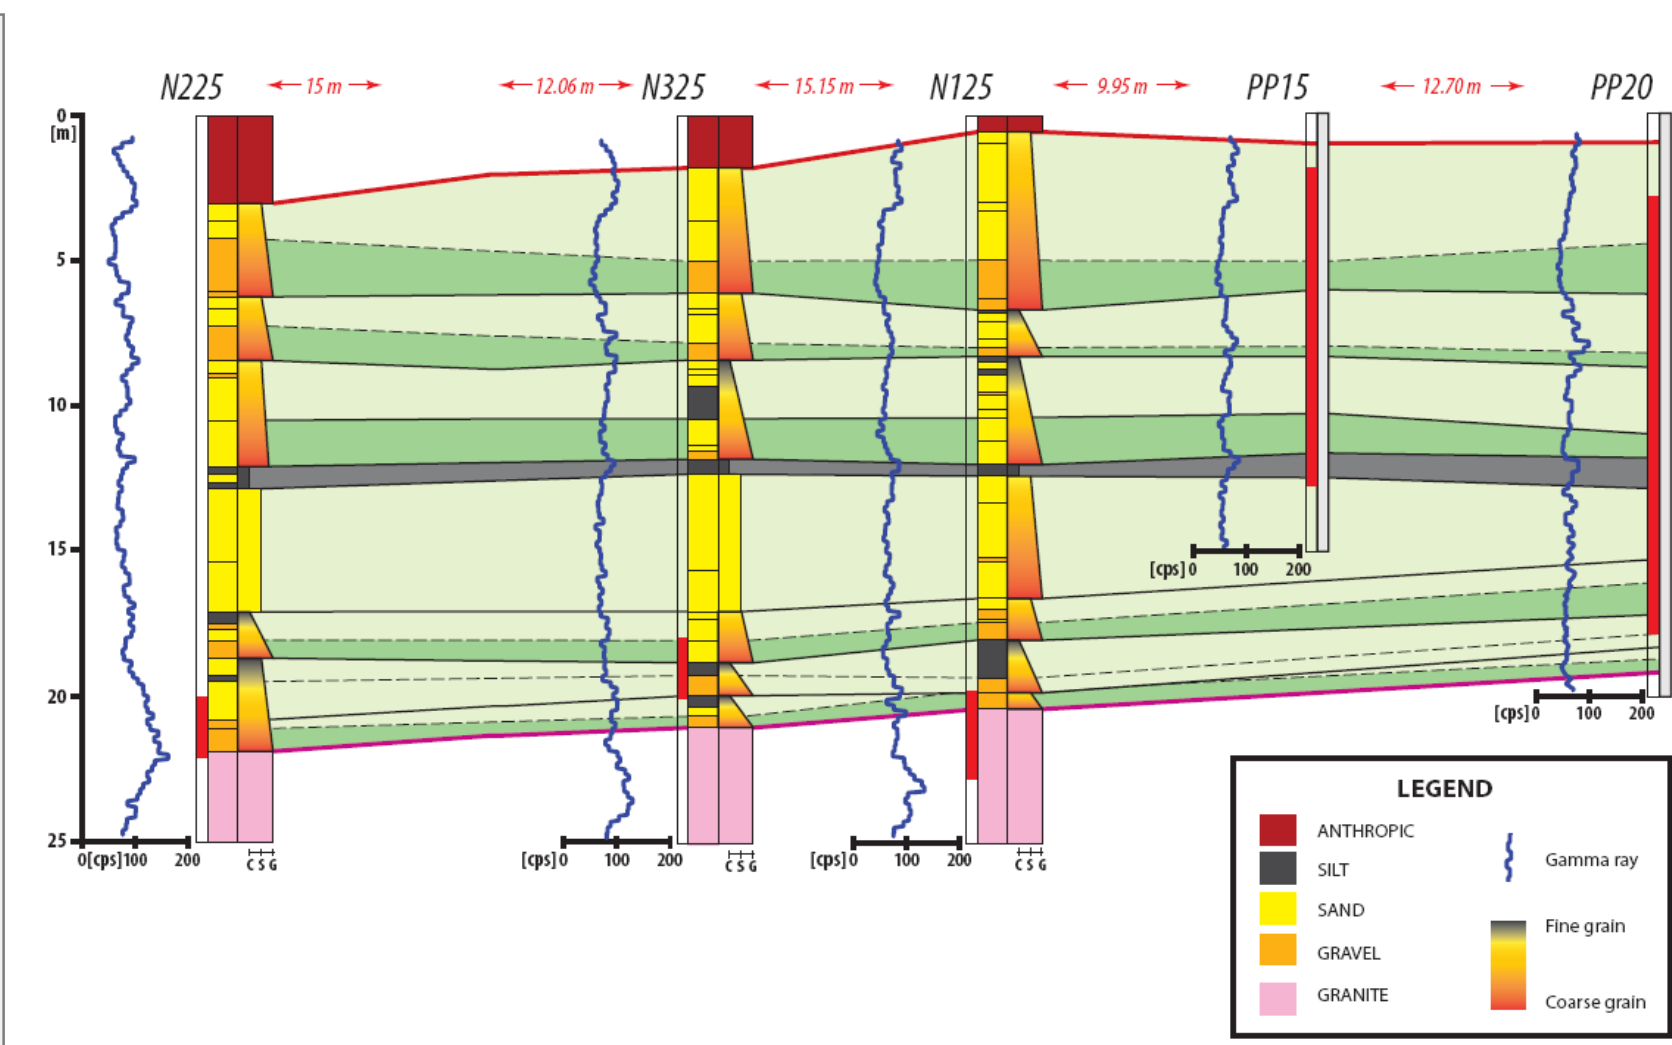 N225 15 m 12.06 m N325 15.15 m N125 9.95 m PP15 12.70 m PP20
0
[m]
5
10
15
20
25
[cps] 0 100 200
[cps] 0 100 200
0 [cps] 100 200
C S G
[cps] 0 100 200
C S G
[cps] 0 100 200
C S G
LEGEND
ANTHROPIC
SILT
SAND
GRAVEL
GRANITE
Gamma ray
Fine grain
Coarse grain